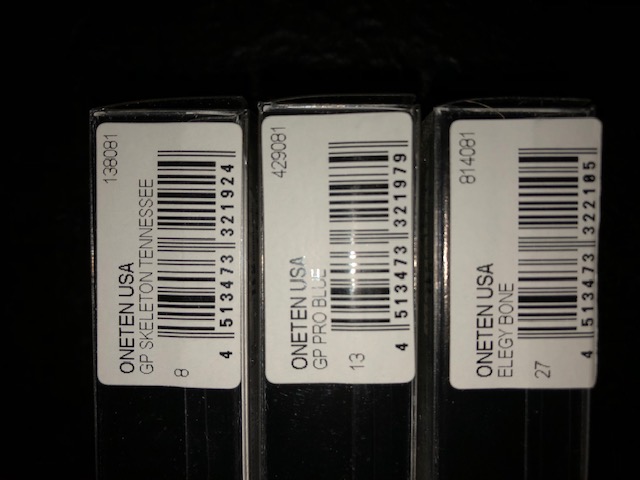 138081
ONETEN USA
GP SKELETON TENNESSEE
8
4 513473 321924
429081
ONETEN USA
GP PRO BLUE
13
4 513473 321979
814081
ONETEN USA
ELEGY BONE
27
4 513473 322105